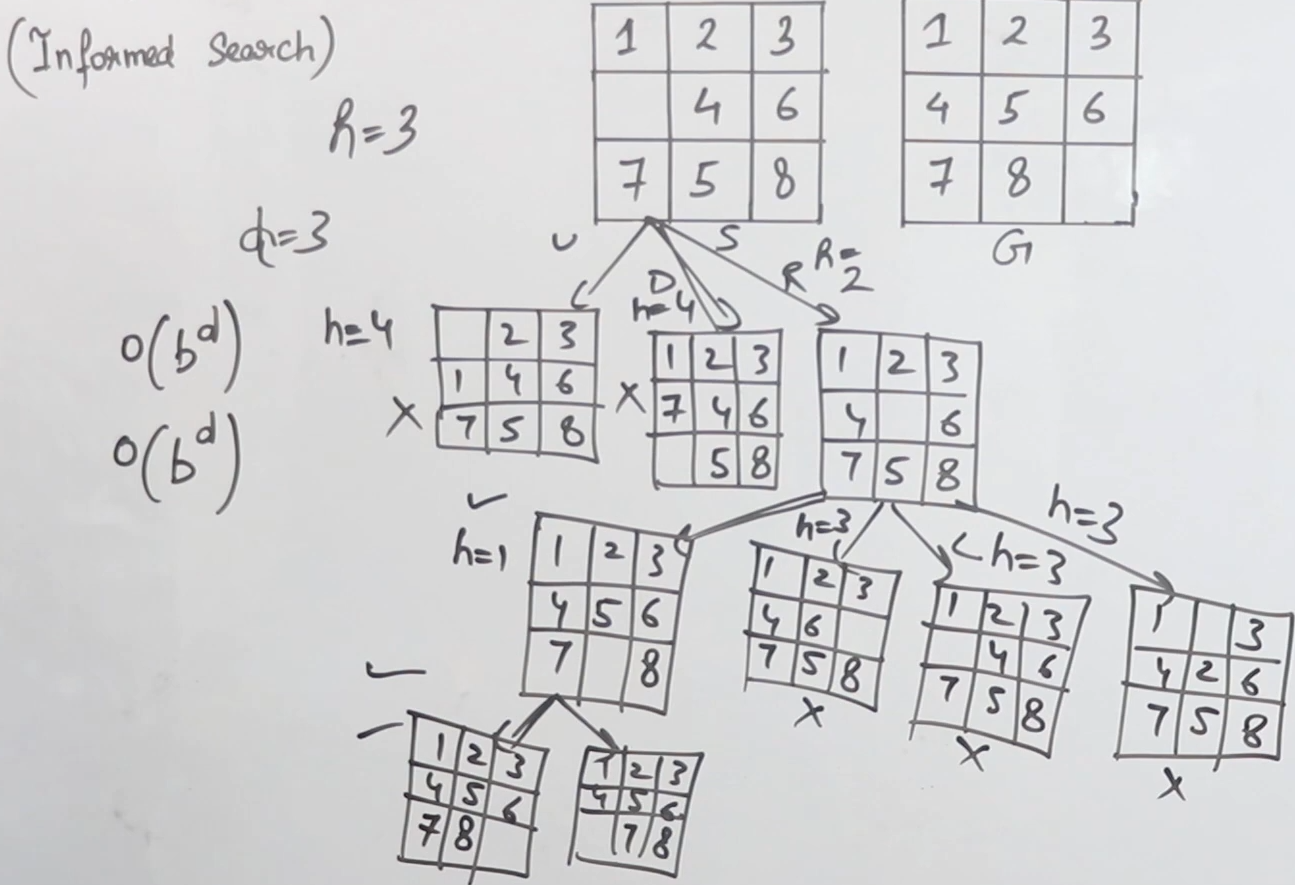 (Informed Search)
h=3
d=3
O(b^d)
O(b^d)
1 2 3
4 6
7 5 8
S
1 2 3
4 5 6
7 8
G
U
D
h=4
R h=2
h=4
2 3
1 4 6
7 5 8
X
1 2 3
7 4 6
5 8
X
1 2 3
4 6
7 5 8
✓
h=1
1 2 3
4 5 6
7 8
h=3
1 2 3
4 6
7 5 8
X
h=3
1 2 3
4 6
7 5 8
X
h=3
1 3
4 2 6
7 5 8
X
1 2 3
4 5 6
7 8
1 2 3
4 5 6
7 8